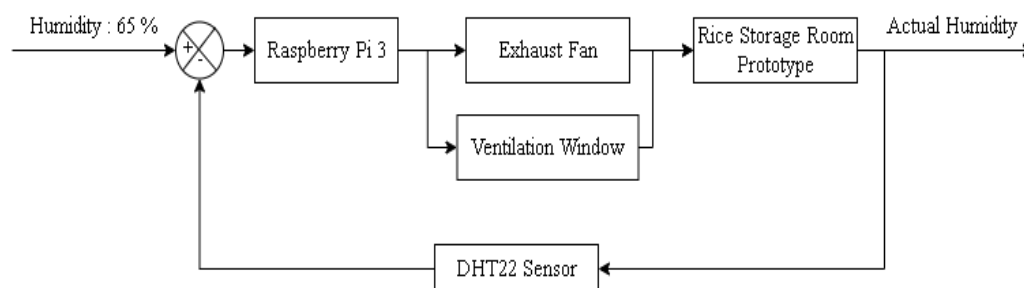 Humidity : 65 %
+
-
Raspberry Pi 3
Exhaust Fan
Rice Storage Room
Prototype
Actual Humidity
Ventilation Window
DHT22 Sensor